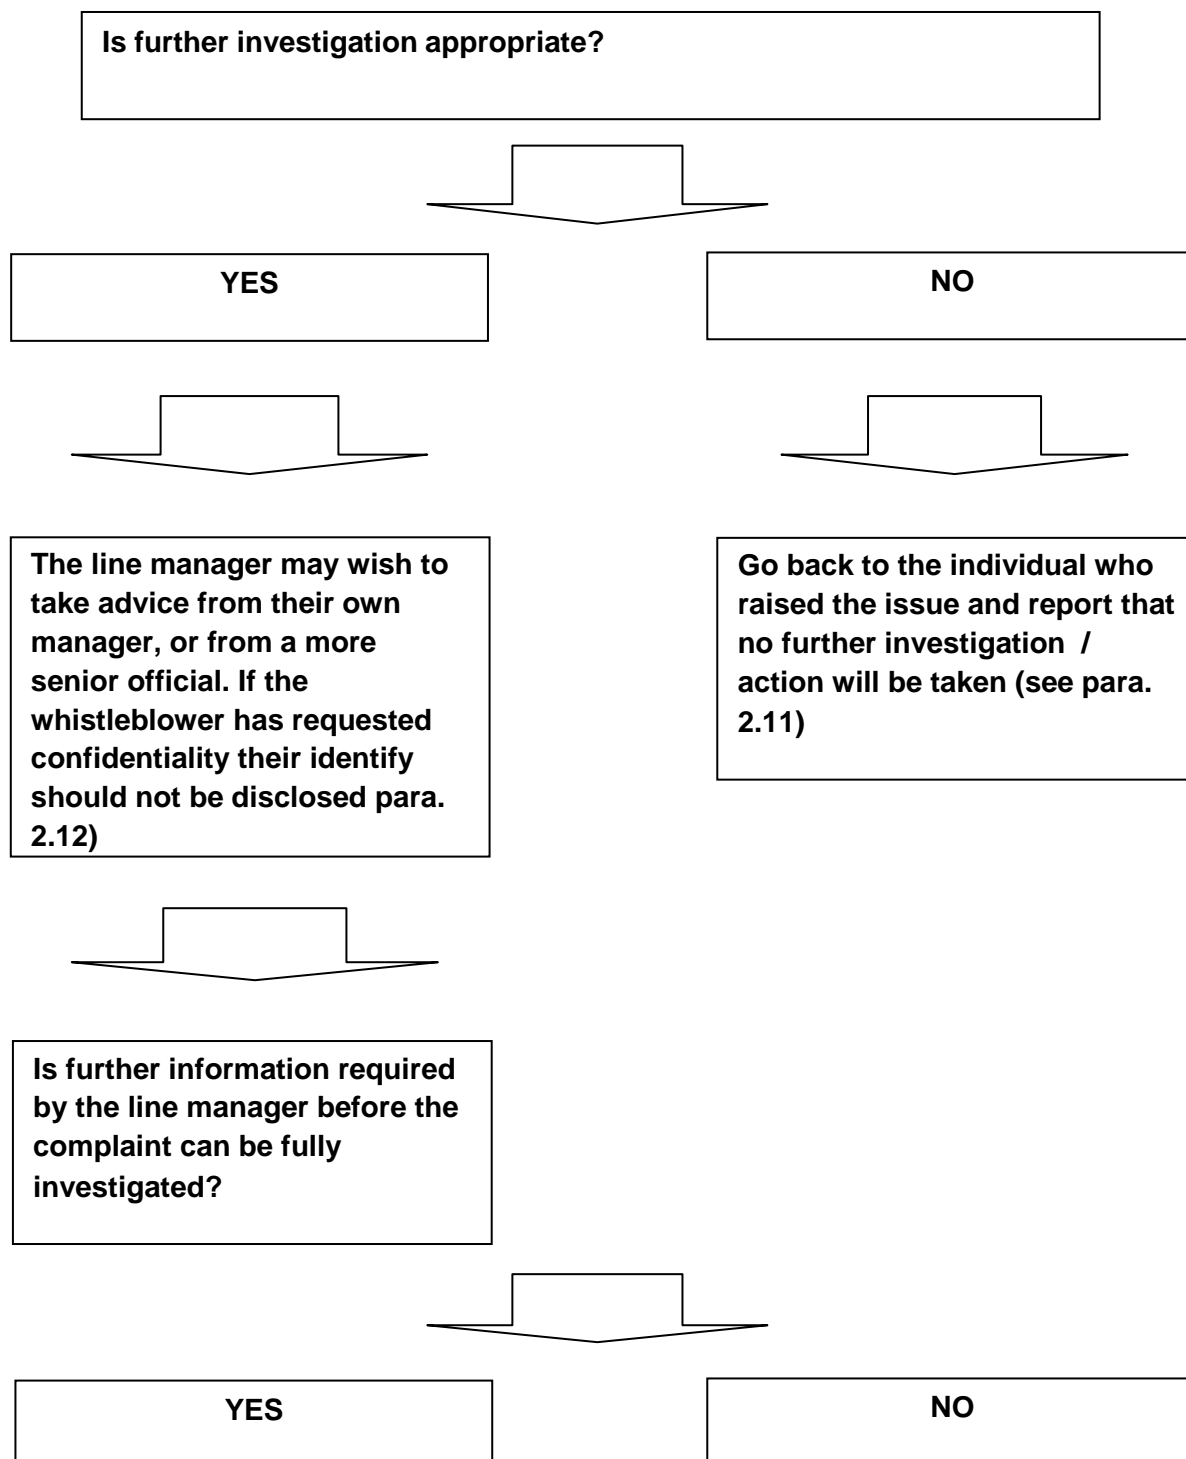 Is further investigation appropriate?
YES
NO
The line manager may wish to
take advice from their own
manager, or from a more
senior official. If the
whistleblower has requested
confidentiality their identify
should not be disclosed para.
2.12)
Go back to the individual who
raised the issue and report that
no further investigation /
action will be taken (see para.
2.11)
Is further information required
by the line manager before the
complaint can be fully
investigated?
YES
NO